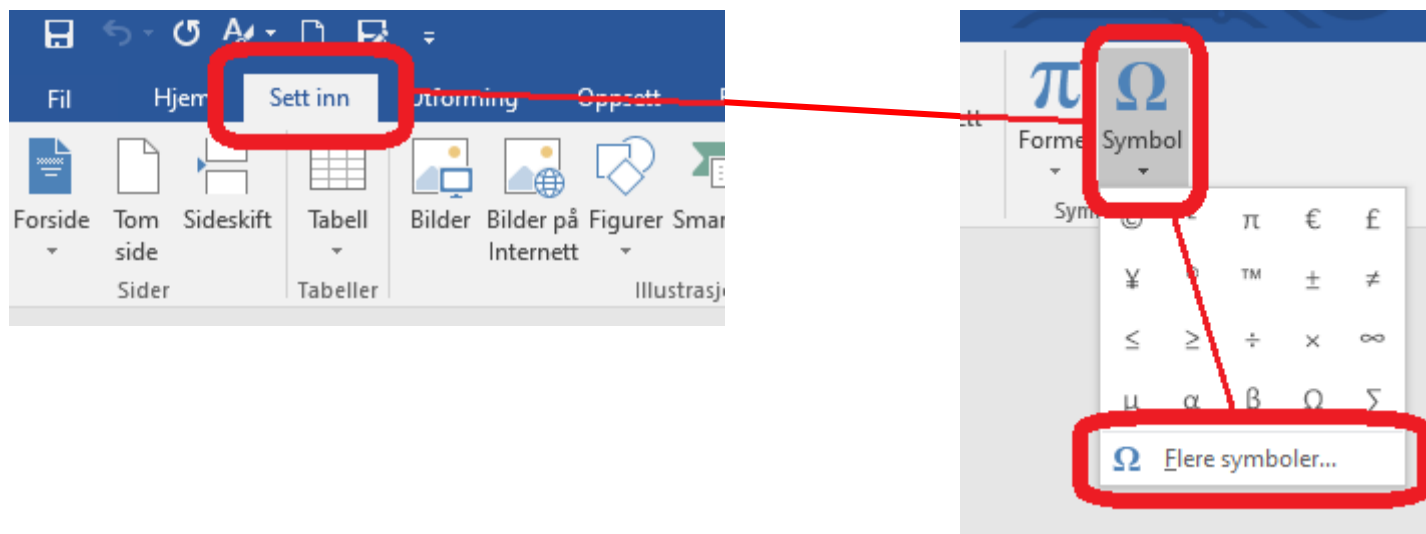 Fil Hjem Sett inn Utforming Oppsett
Forside Tom side Sideskift Tabell Bilder Bilder på Internett Figurer
Sider Tabeller
Symbol
© π € £
¥ ™ ± ≠
≤ ≥ ÷ × ∞
µ α β Ω ∑
Ω Flere symboler...